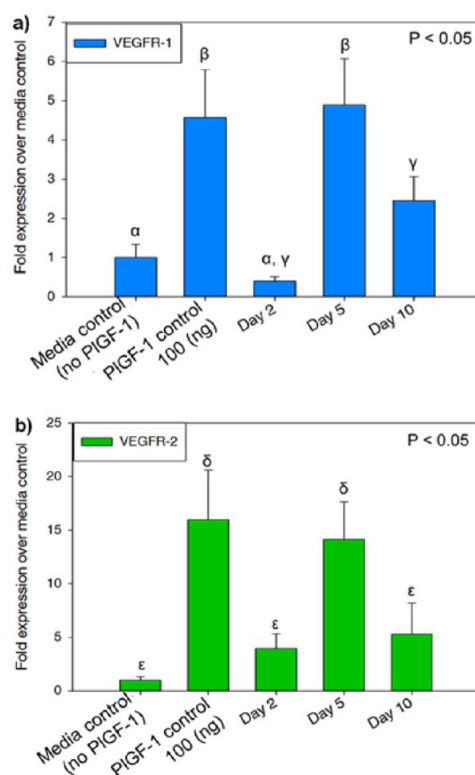 a)
VEGFR-1
P < 0.05
Fold expression over media control
7
6
5
4
3
2
1
0
α
β
α, γ
β
γ
Media control
(no PlGF-1)
PlGF-1 control
100 (ng)
Day 2
Day 5
Day 10
b)
VEGFR-2
P < 0.05
Fold expression over media control
25
20
15
10
5
0
ε
δ
ε
δ
ε
Media control
(no PlGF-1)
PlGF-1 control
100 (ng)
Day 2
Day 5
Day 10